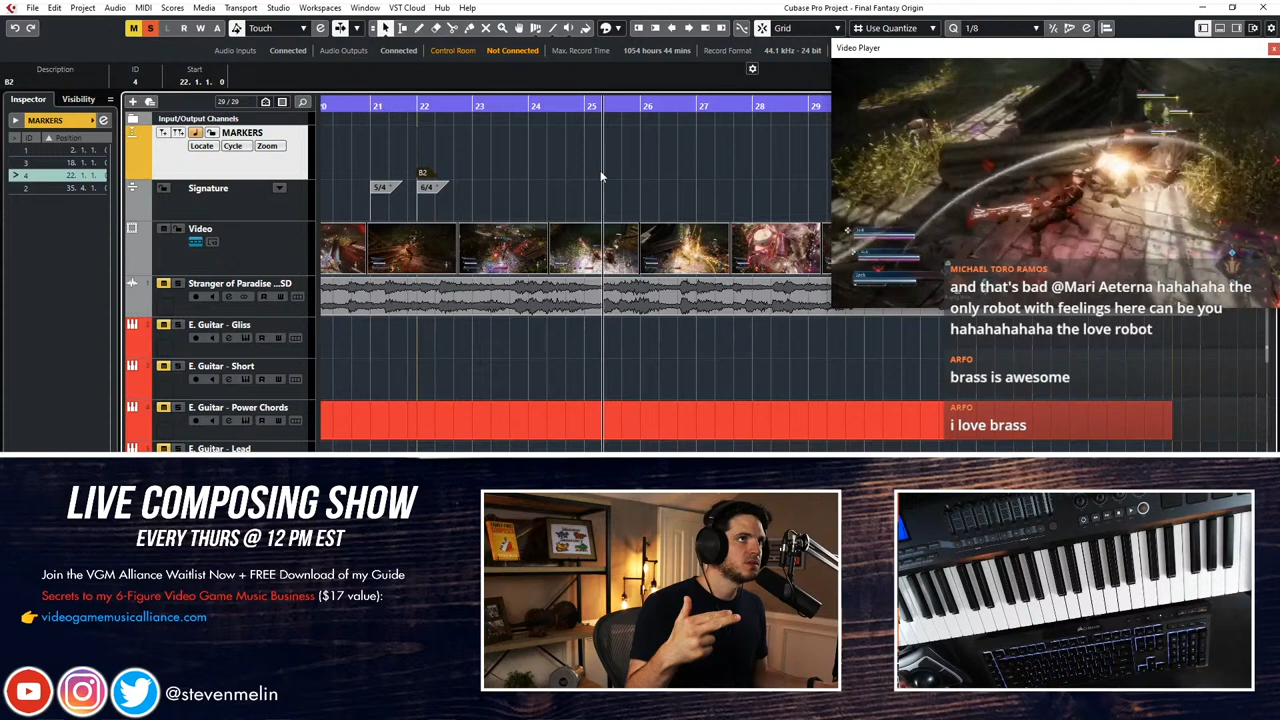 File Edit Project Audio MIDI Scores Media Transport Studio Workspaces Window VST Cloud Hub Help
Cubase Pro Project - Final Fantasy Origin
M S L R W A Touch Grid Use Quantize Q 1/8
Audio Inputs Connected Audio Outputs Connected Control Room Not Connected Max. Record Time 1054 hours 44 mins Record Format 44.1 kHz - 24 bit
Video Player
Description ID Start
B2 4 22. 1. 1. 0
Inspector Visibility
29 / 29
21 22 23 24 25 26 27 28 29
MARKERS
ID Position
1 2. 1. 1.
3 18. 1. 1.
4 22. 1. 1.
2 35. 4. 1.
Input/Output Channels
MARKERS
Locate Cycle Zoom
B2
Signature
5/4 6/4
Video
Stranger of Paradise ...SD
E. Guitar - Gliss
E. Guitar - Short
E. Guitar - Power Chords
E. Guitar - Lead
MICHAEL TORO RAMOS
and that's bad @Mari Aeterna hahahaha the
only robot with feelings here can be you
hahahahahaha the love robot
ARFO
brass is awesome
ARFO
i love brass
LIVE COMPOSING SHOW
EVERY THURS @ 12 PM EST
Join the VGM Alliance Waitlist Now + FREE Download of my Guide
Secrets to my 6-Figure Video Game Music Business ($17 value):
👉 videogamemusicalliance.com
@stevenmelin